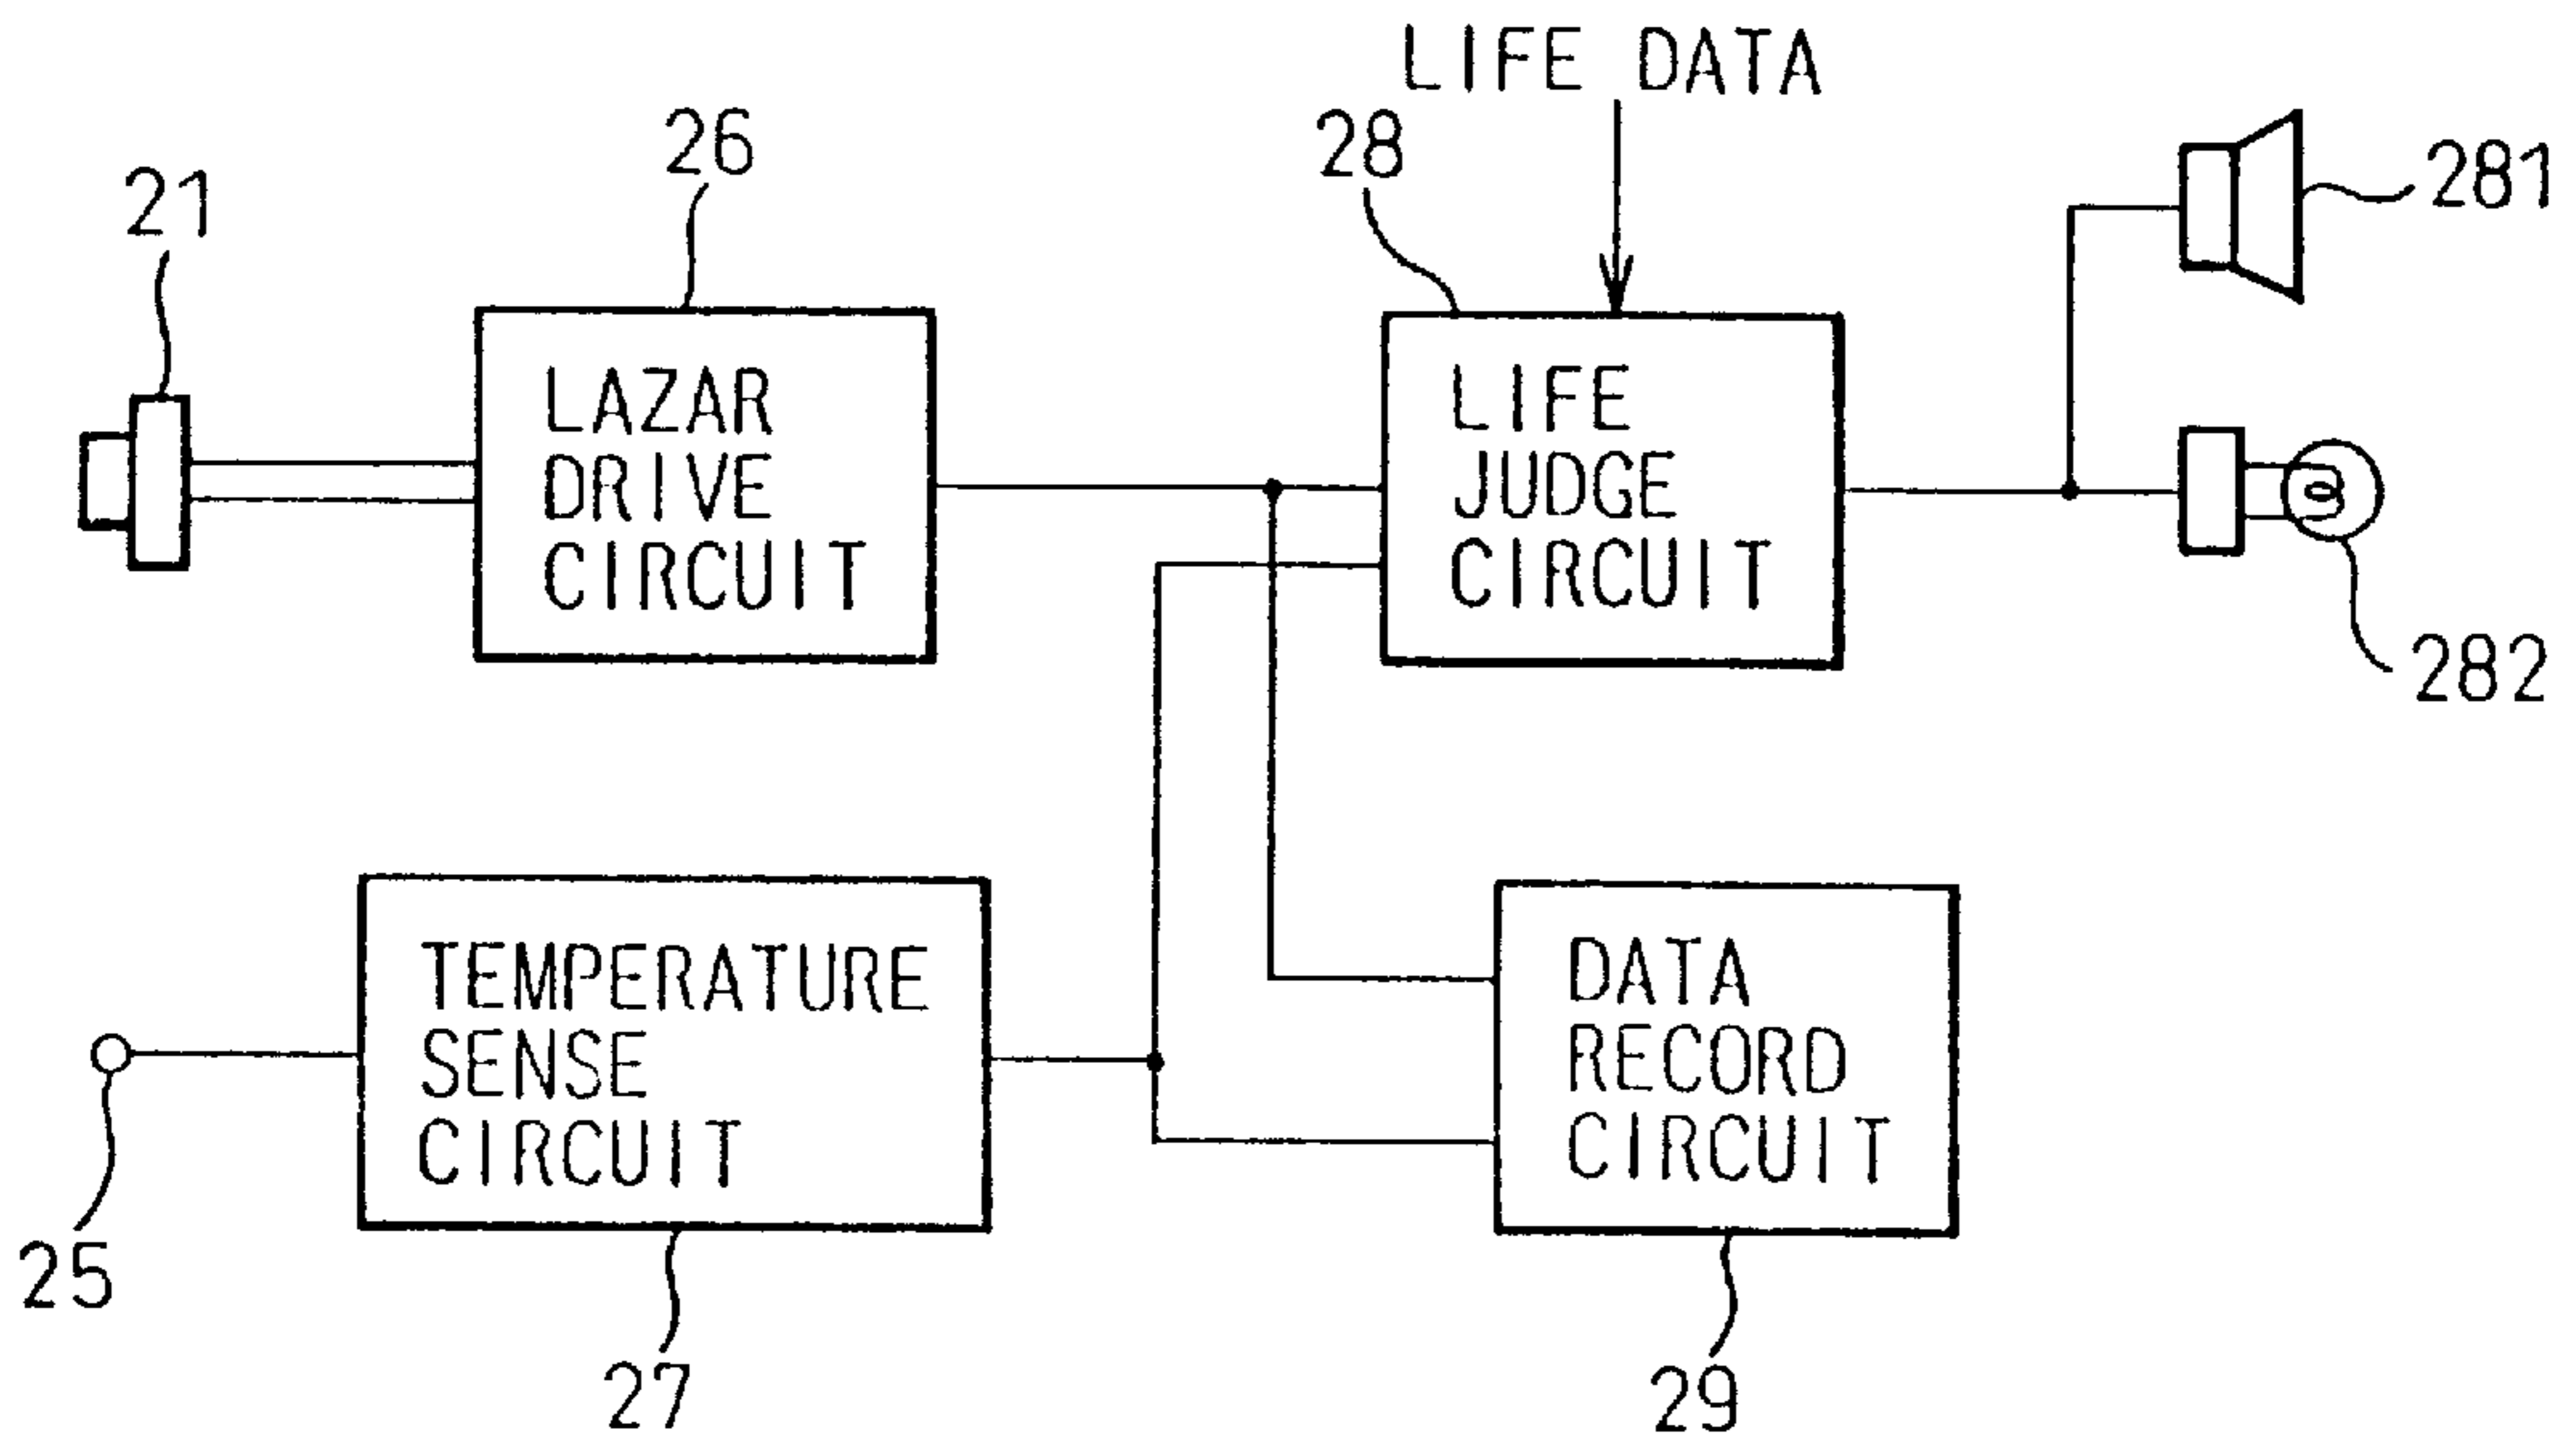 LIFE DATA
26
28
281
21
LAZAR
DRIVE
CIRCUIT
LIFE
JUDGE
CIRCUIT
282
TEMPERATURE
SENSE
CIRCUIT
DATA
RECORD
CIRCUIT
25
27
29